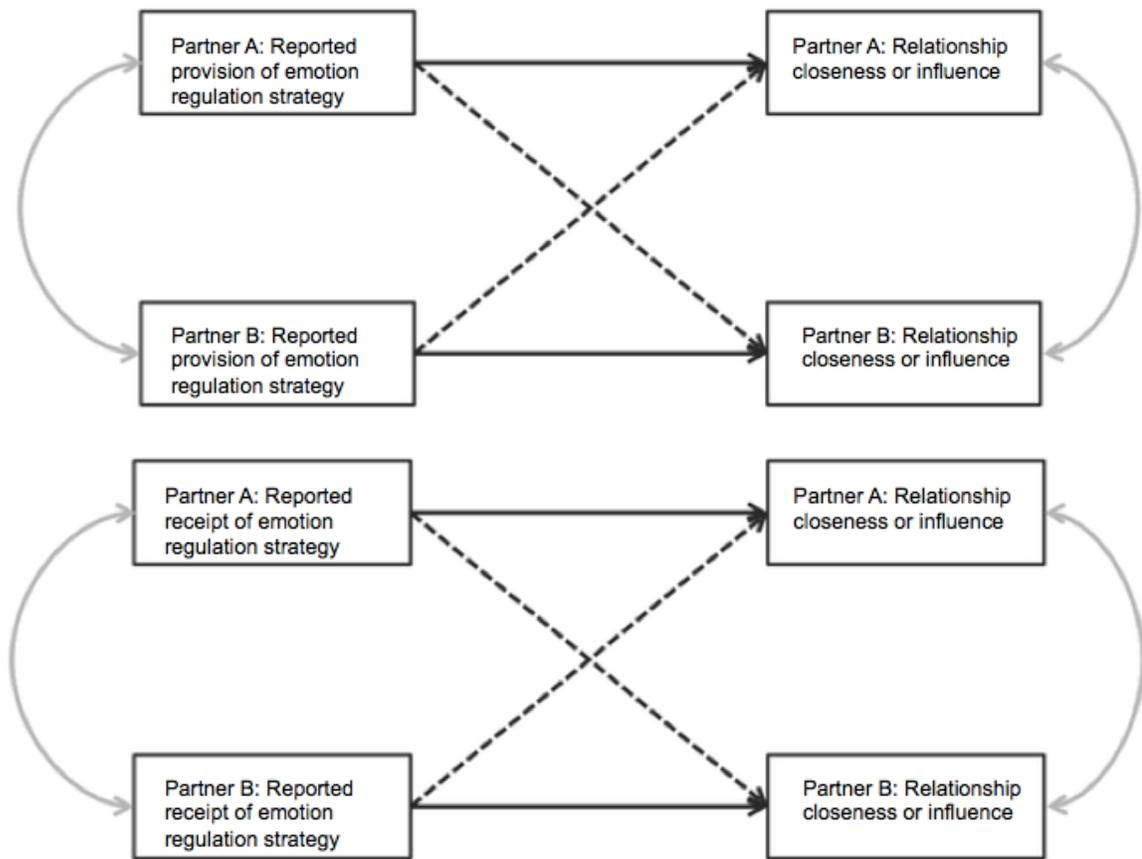 Partner A: Reported
provision of emotion
regulation strategy
Partner A: Relationship
closeness or influence
Partner B: Reported
provision of emotion
regulation strategy
Partner B: Relationship
closeness or influence
Partner A: Reported
receipt of emotion
regulation strategy
Partner A: Relationship
closeness or influence
Partner B: Reported
receipt of emotion
regulation strategy
Partner B: Relationship
closeness or influence